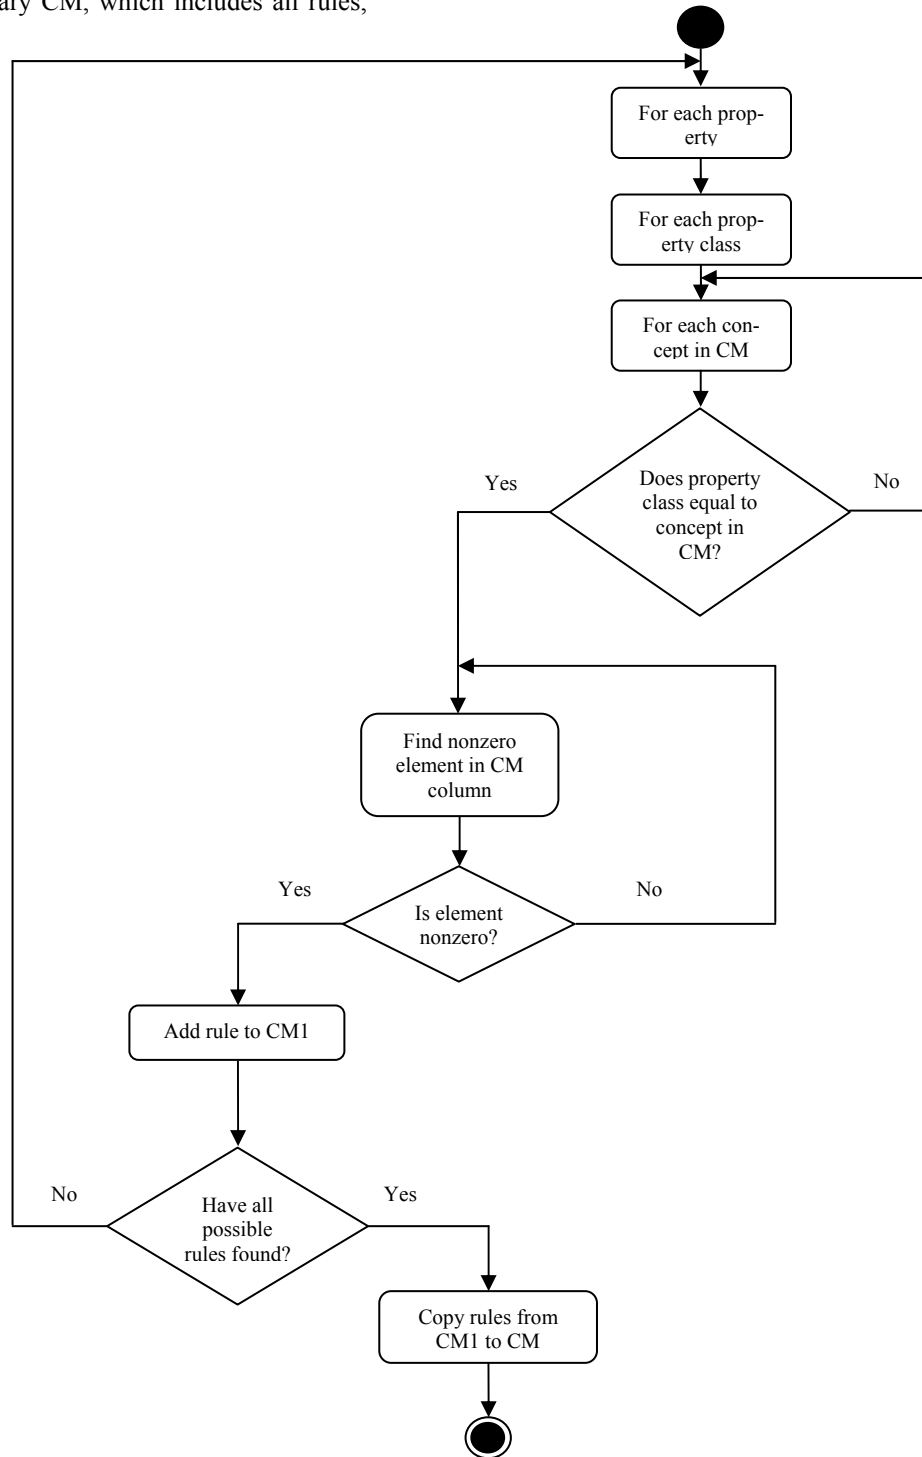 ary CM, which includes all rules,
For each prop-
erty
For each prop-
erty class
For each con-
cept in CM
Does property
class equal to
concept in
CM?
Yes
No
Find nonzero
element in CM
column
Is element
nonzero?
Yes
No
Add rule to CM1
Have all
possible
rules found?
No
Yes
Copy rules from
CM1 to CM